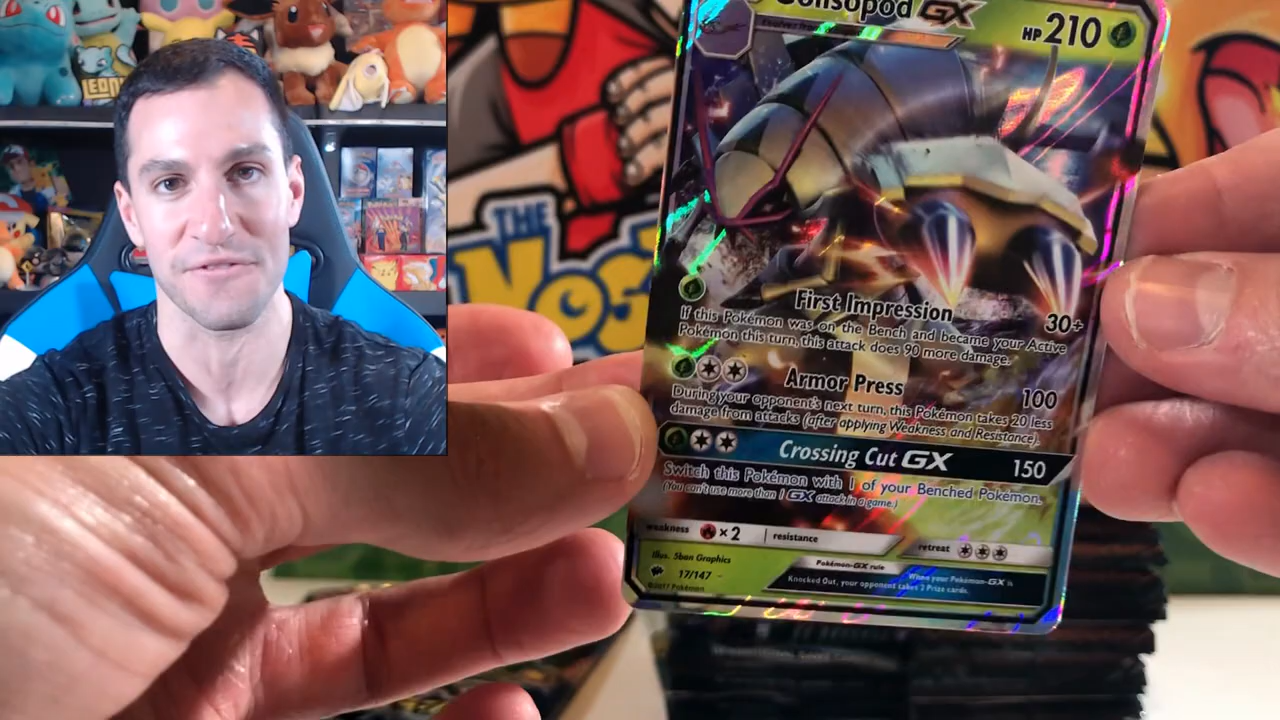 LEON
THE
NOS
Golisopod GX
HP 210
First Impression 30+
If this Pokémon was on the Bench and became your Active
Pokémon this turn, this attack does 90 more damage.
Armor Press 100
During your opponent's next turn, this Pokémon takes 20 less
damage from attacks (after applying Weakness and Resistance).
Crossing Cut GX 150
Switch this Pokémon with 1 of your Benched Pokémon.
(You can't use more than 1 GX attack in a game.)
weakness ×2 resistance retreat
Illus. 5ban Graphics
17/147
©2017 Pokémon
Pokémon-GX rule
When your Pokémon-GX is
Knocked Out, your opponent takes 2 Prize cards.